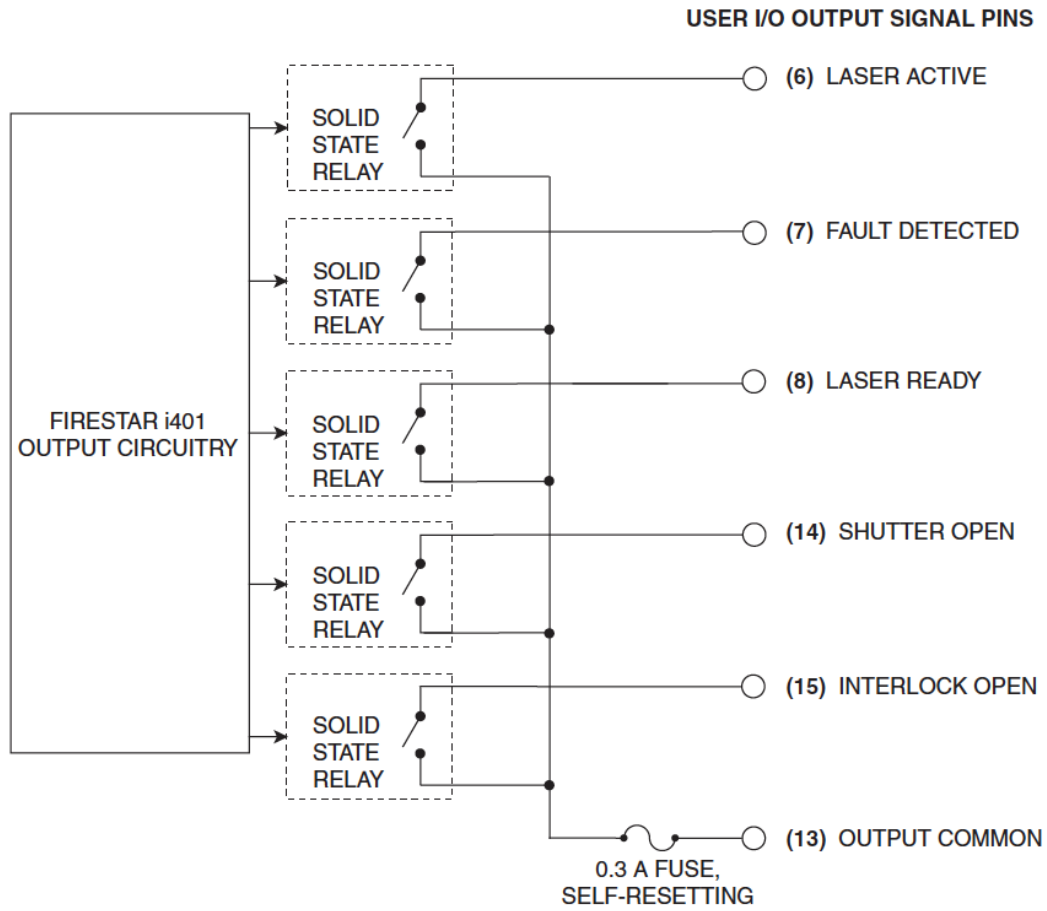 USER I/O OUTPUT SIGNAL PINS
(6) LASER ACTIVE
SOLID
STATE
RELAY
(7) FAULT DETECTED
SOLID
STATE
RELAY
(8) LASER READY
FIRESTAR i401
OUTPUT CIRCUITRY
SOLID
STATE
RELAY
(14) SHUTTER OPEN
SOLID
STATE
RELAY
(15) INTERLOCK OPEN
SOLID
STATE
RELAY
(13) OUTPUT COMMON
0.3 A FUSE,
SELF-RESETTING